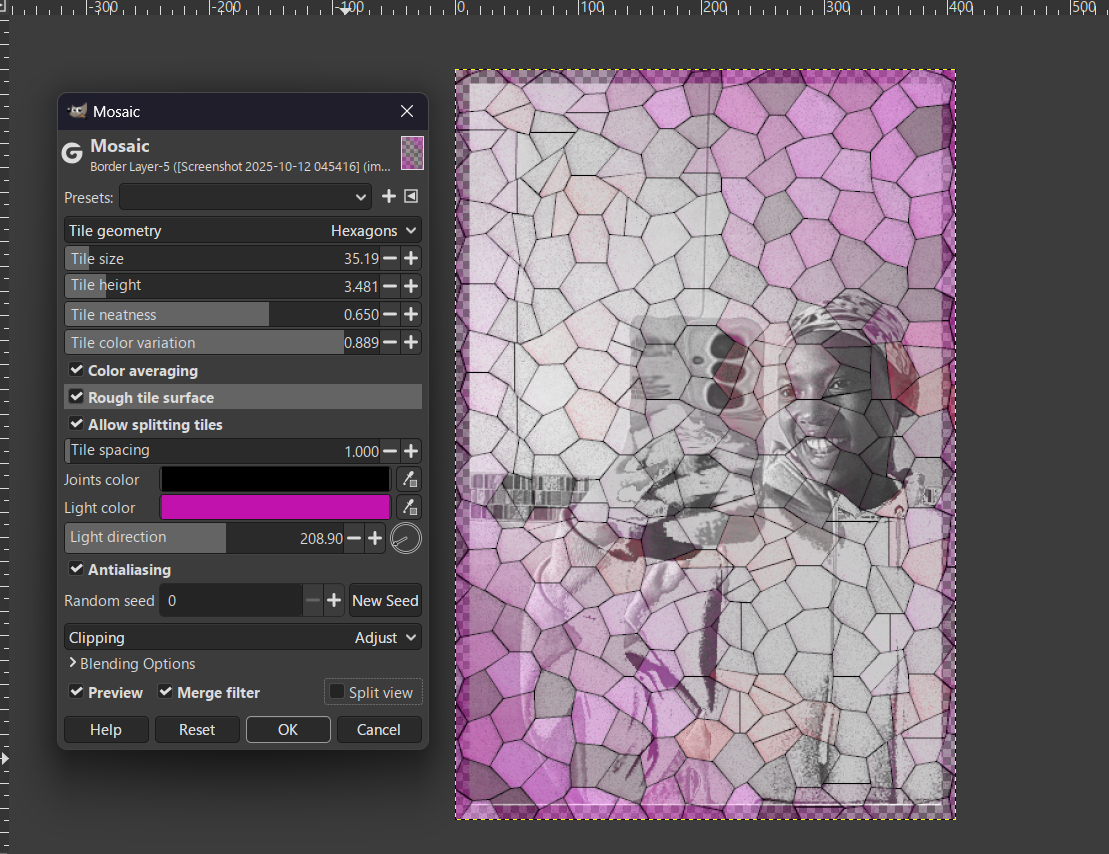 -300 -200 -100 0 100 200 300 400 500
Mosaic
Mosaic
Border Layer-5 ([Screenshot 2025-10-12 045416] (im...
Presets:
Tile geometry Hexagons
Tile size 35.19
Tile height 3.481
Tile neatness 0.650
Tile color variation 0.889
Color averaging
Rough tile surface
Allow splitting tiles
Tile spacing 1.000
Joints color
Light color
Light direction 208.90
Antialiasing
Random seed 0 New Seed
Clipping Adjust
Blending Options
Preview Merge filter Split view
Help Reset OK Cancel